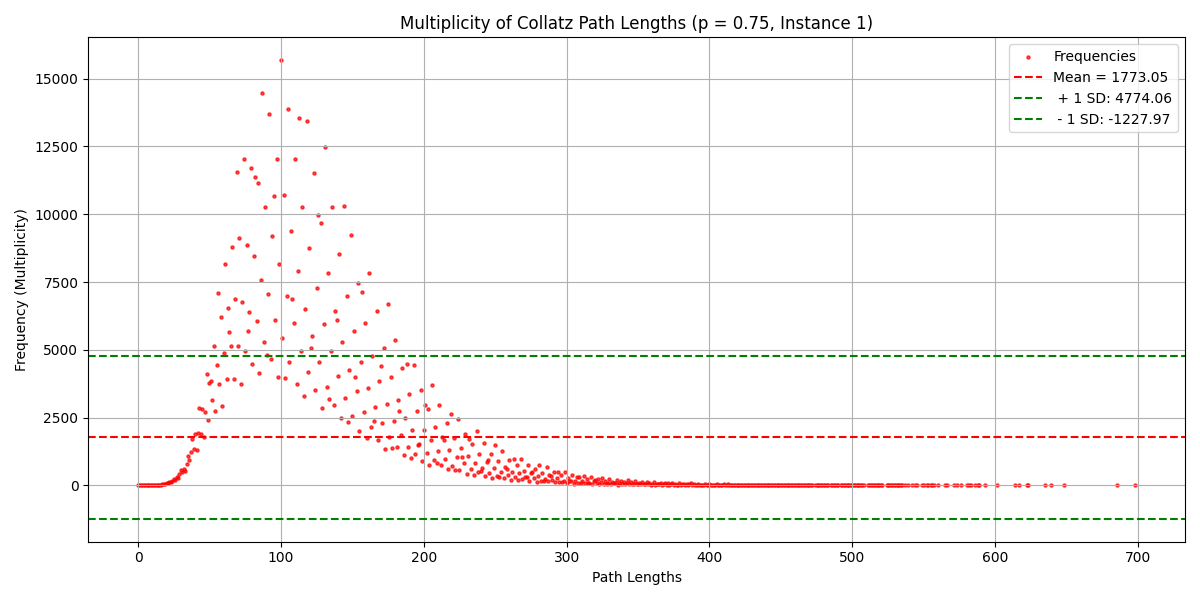 Multiplicity of Collatz Path Lengths (p = 0.75, Instance 1)
Frequencies
Mean = 1773.05
+ 1 SD: 4774.06
- 1 SD: -1227.97
Frequency (Multiplicity)
15000
12500
10000
7500
5000
2500
0
0 100 200 300 400 500 600 700
Path Lengths